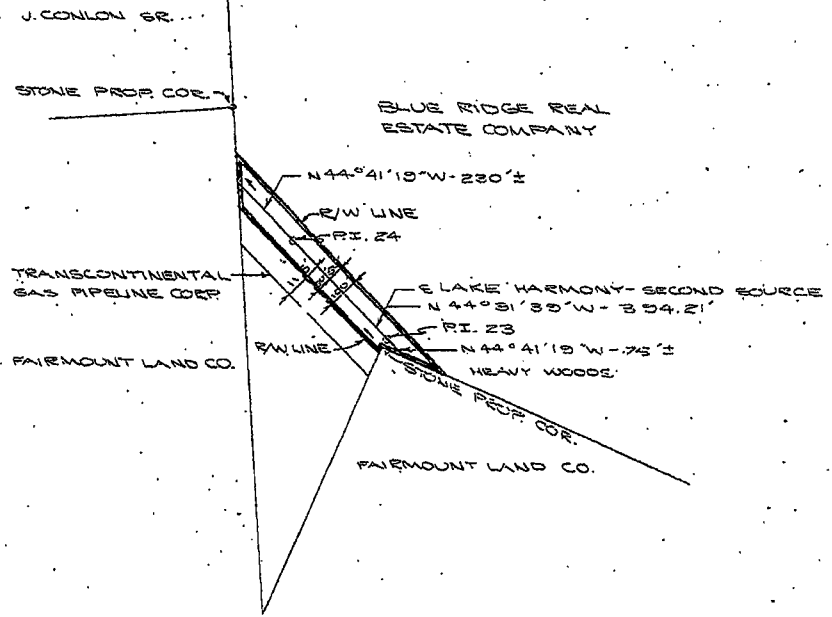 J. CONLON SR.
STONE PROP. COR.
BLUE RIDGE REAL
ESTATE COMPANY
N 44° 41' 19" W - 230' ±
R/W LINE
P.I. 24
TRANSCONTINENTAL
GAS PIPELINE CORP.
℄ LAKE HARMONY - SECOND SOURCE
N 44° 31' 39" W - 394.21'
P.I. 23
R/W LINE
N 44° 41' 19" W - 75' ±
FAIRMOUNT LAND CO.
HEAVY WOODS
STONE PROP. COR.
FAIRMOUNT LAND CO.